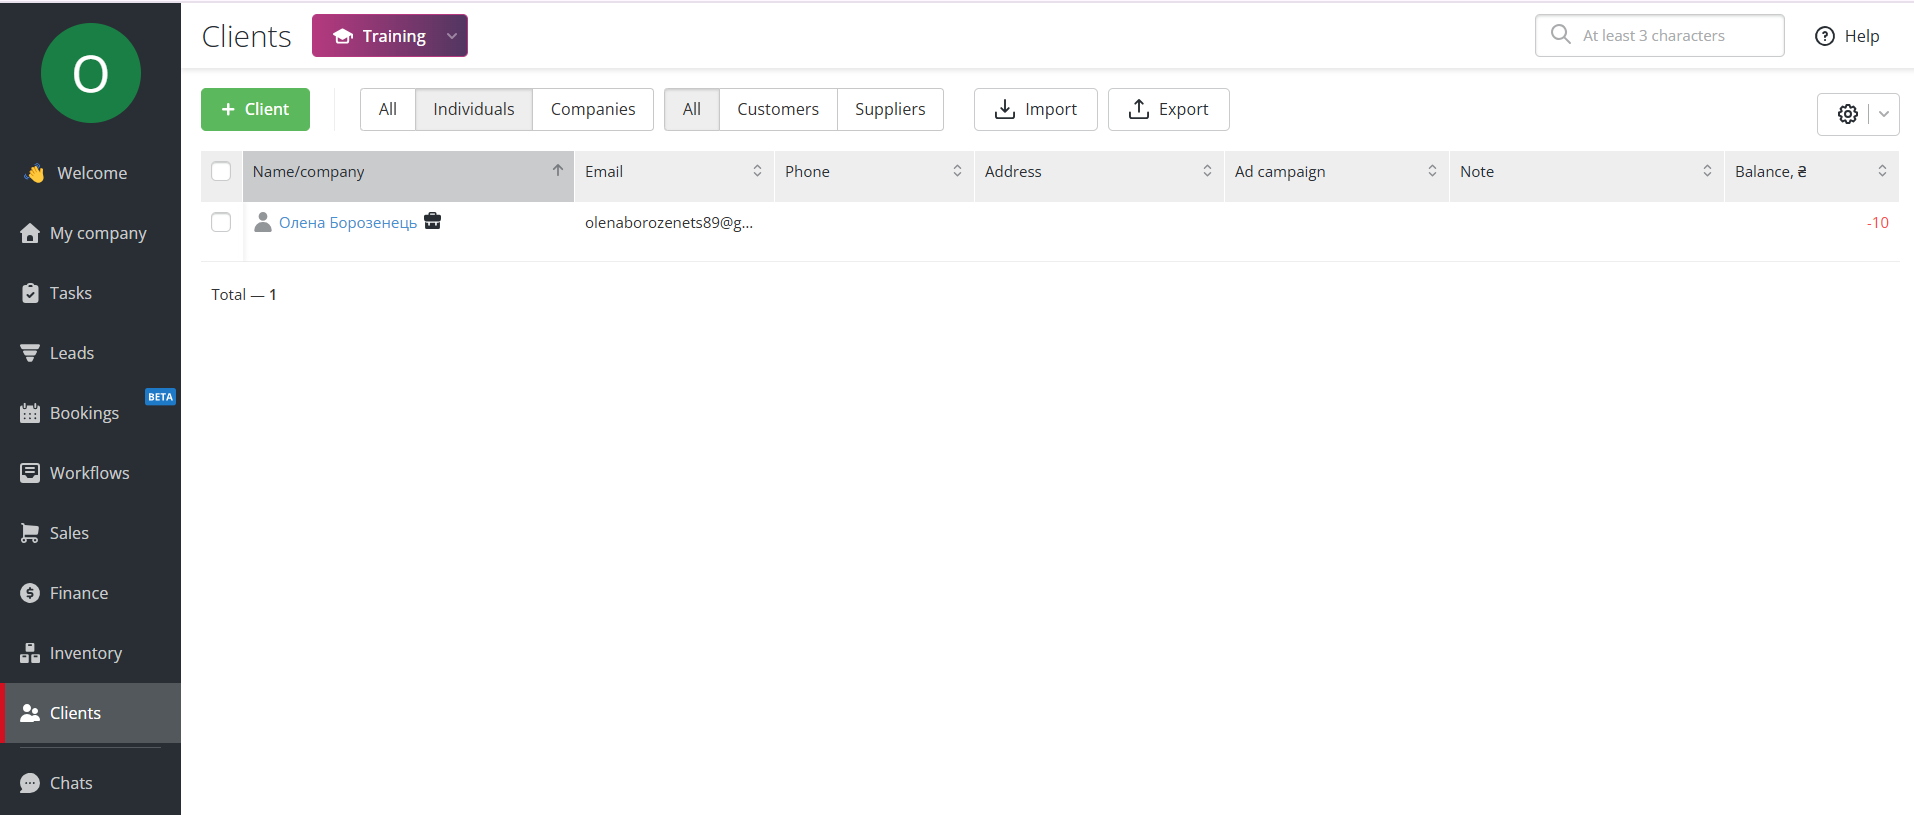 O
Clients
Training
At least 3 characters
Help
Welcome
My company
Tasks
Leads
BETA
Bookings
Workflows
Sales
Finance
Inventory
Clients
Chats
+ Client
All Individuals Companies
All Customers Suppliers
Import
Export
Name/company Email Phone Address Ad campaign Note Balance, ₴
Олена Борозенець olenaborozenets89@g... -10
Total — 1